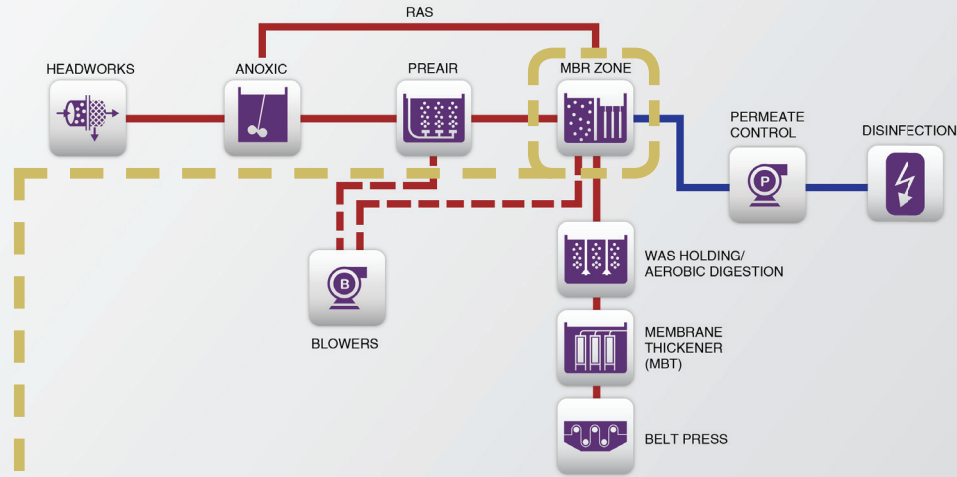 RAS
HEADWORKS
ANOXIC
PREAIR
MBR ZONE
PERMEATE
CONTROL
DISINFECTION
P
WAS HOLDING/
AEROBIC DIGESTION
B
BLOWERS
MEMBRANE
THICKENER
(MBT)
BELT PRESS